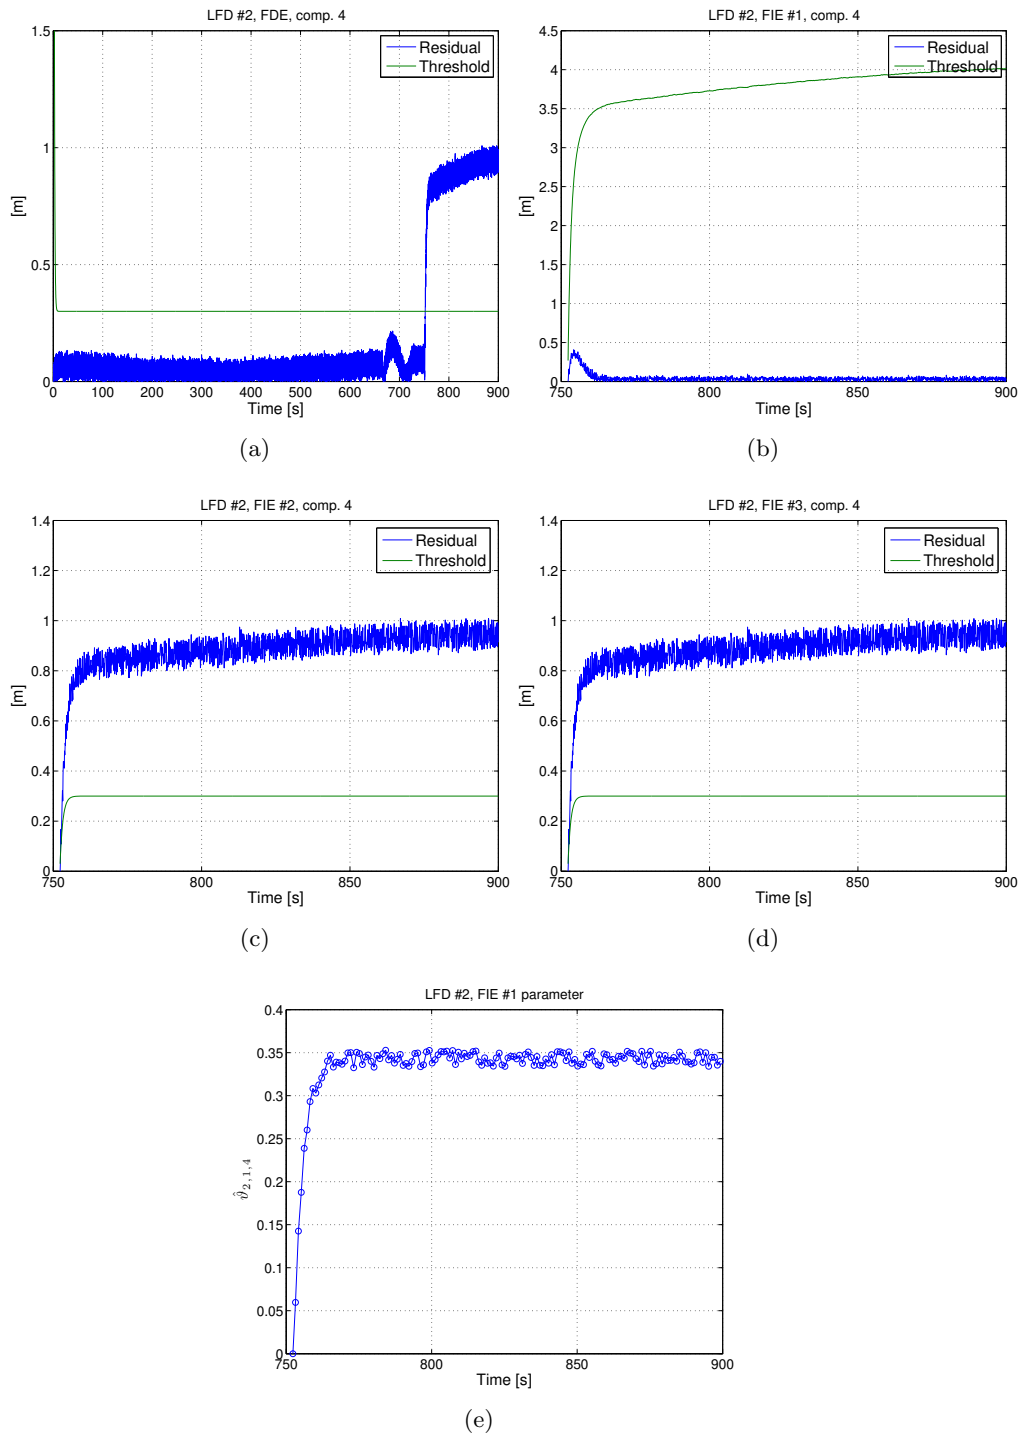 LFD #2, FDE, comp. 4
1.5
1
0.5
0
[m]
Residual
Threshold
0 100 200 300 400 500 600 700 800 900
Time [s]
(a)
LFD #2, FIE #1, comp. 4
4.5
4
3.5
3
2.5
2
1.5
1
0.5
0
[m]
Residual
Threshold
750 800 850 900
Time [s]
(b)
LFD #2, FIE #2, comp. 4
1.4
1.2
1
0.8
0.6
0.4
0.2
0
[m]
Residual
Threshold
750 800 850 900
Time [s]
(c)
LFD #2, FIE #3, comp. 4
1.4
1.2
1
0.8
0.6
0.4
0.2
0
[m]
Residual
Threshold
750 800 850 900
Time [s]
(d)
LFD #2, FIE #1 parameter
0.4
0.35
0.3
0.25
0.2
0.15
0.1
0.05
0
ϑ̂2,1,4
750 800 850 900
Time [s]
(e)